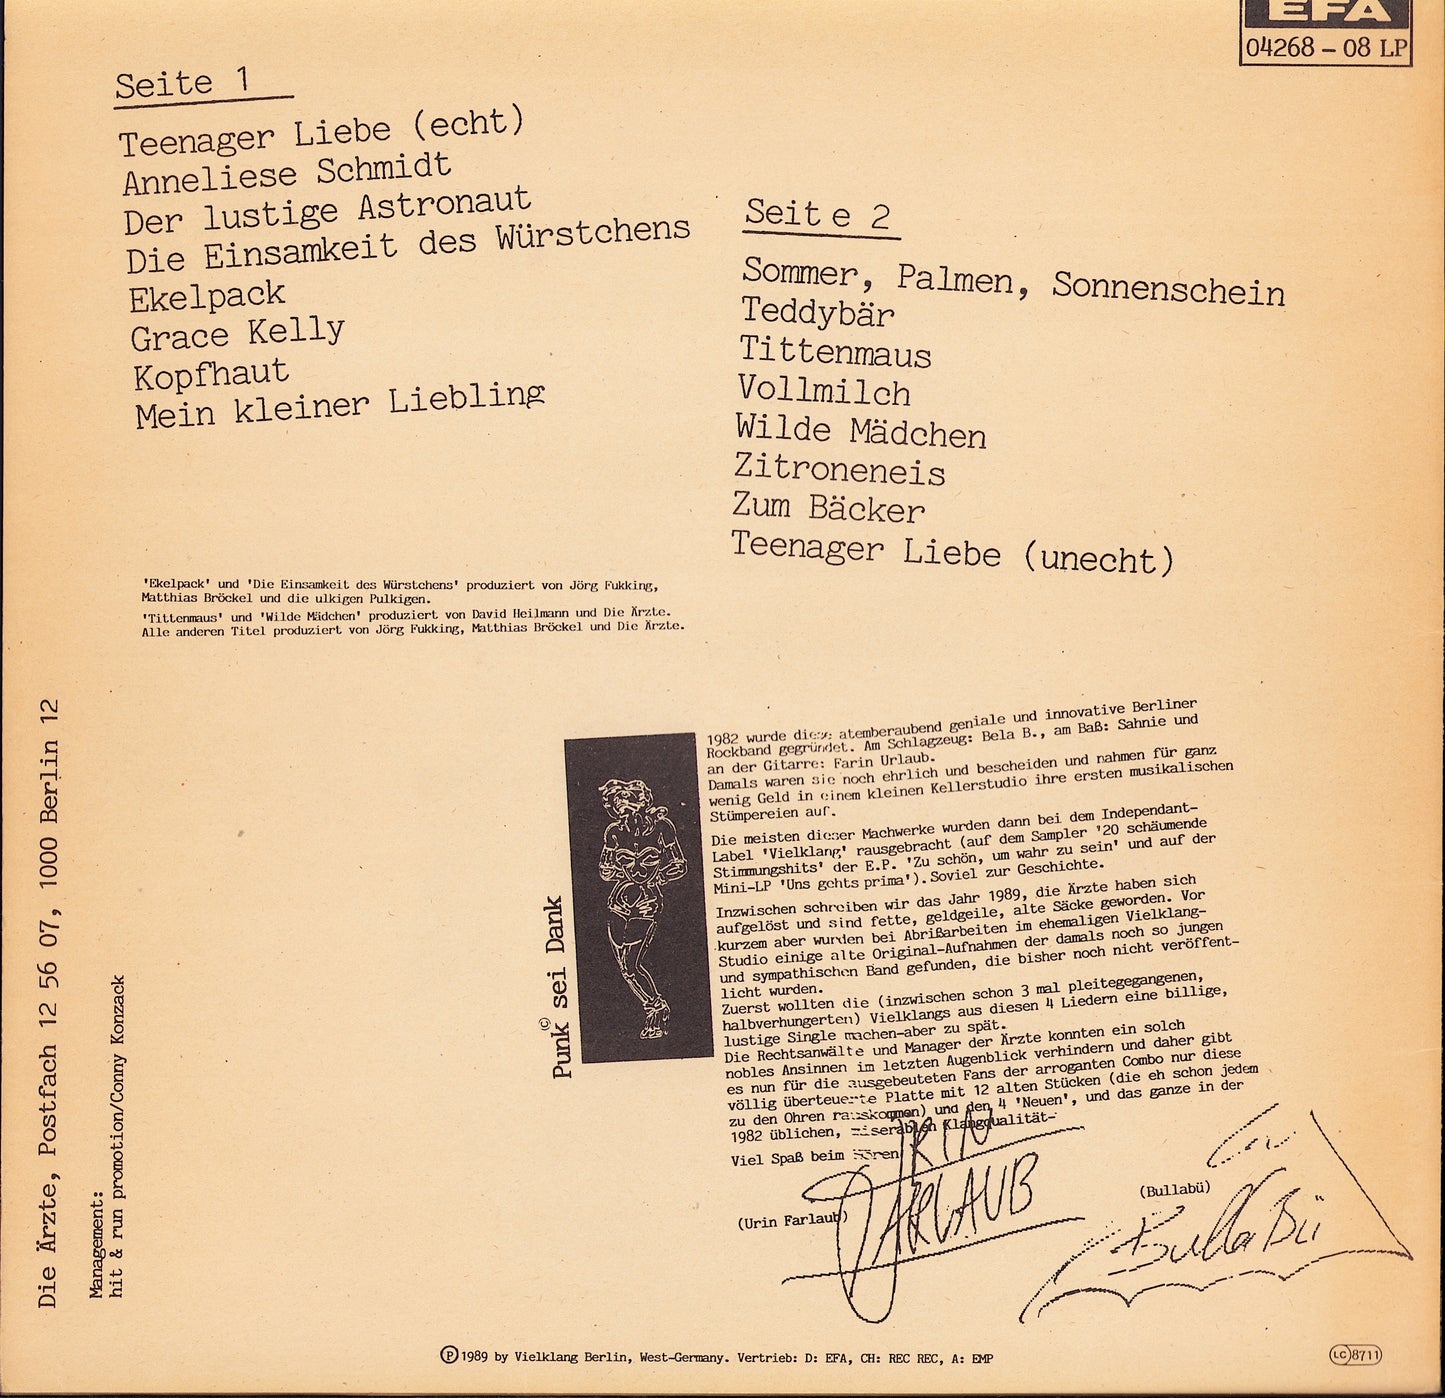 EFA
04268 – 08 LP
Seite 1
Teenager Liebe (echt)
Anneliese Schmidt
Der lustige Astronaut
Die Einsamkeit des Würstchens
Ekelpack
Grace Kelly
Kopfhaut
Mein kleiner Liebling
Seite 2
Sommer, Palmen, Sonnenschein
Teddybär
Tittenmaus
Vollmilch
Wilde Mädchen
Zitroneneis
Zum Bäcker
Teenager Liebe (unecht)
'Ekelpack' und 'Die Einsamkeit des Würstchens' produziert von Jörg Fukking,
Matthias Bröckel und die ulkigen Pulkigen.
'Tittenmaus' und 'Wilde Mädchen' produziert von David Heilmann und Die Ärzte.
Alle anderen Titel produziert von Jörg Fukking, Matthias Bröckel und Die Ärzte.
Die Ärzte, Postfach 12 56 07, 1000 Berlin 12
Management:
hit & run promotion/Conny Konzack
Punk© sei Dank
1982 wurde diese atemberaubend geniale und innovative Berliner
Rockband gegründet. Am Schlagzeug: Bela B., am Baß: Sahnie und
an der Gitarre: Farin Urlaub.
Damals waren sie noch ehrlich und bescheiden und nahmen für ganz
wenig Geld in einem kleinen Kellerstudio ihre ersten musikalischen
Stümpereien auf.
Die meisten dieser Machwerke wurden dann bei dem Independant-
Label 'Vielklang' rausgebracht (auf dem Sampler '20 schäumende
Stimmungshits' der E.P. 'Zu schön, um wahr zu sein' und auf der
Mini-LP 'Uns gehts prima'). Soviel zur Geschichte.
Inzwischen schreiben wir das Jahr 1989, die Ärzte haben sich
aufgelöst und sind fette, geldgeile, alte Säcke geworden. Vor
kurzem aber wurden bei Abrißarbeiten im ehemaligen Vielklang-
Studio einige alte Original-Aufnahmen der damals noch so jungen
und sympathischen Band gefunden, die bisher noch nicht veröffent-
licht wurden.
Zuerst wollten die (inzwischen schon 3 mal pleitegegangenen,
halbverhungerten) Vielklangs aus diesen 4 Liedern eine billige,
lustige Single machen-aber zu spät.
Die Rechtsanwälte und Manager der Ärzte konnten ein solch
nobles Ansinnen im letzten Augenblick verhindern und daher gibt
es nun für die ausgebeuteten Fans der arroganten Combo nur diese
völlig überteuerte Platte mit 12 alten Stücken (die eh schon jedem
zu den Ohren rauskommen) und den 4 'Neuen', und das ganze in der
1982 üblichen, miserablen Klangqualität-
Viel Spaß beim Hören
(Urin Farlaub)
URIN
FARLAUB
(Bullabü)
BullaBü
Ⓟ 1989 by Vielklang Berlin, West-Germany. Vertrieb: D: EFA, CH: REC REC, A: EMP
LC 8711